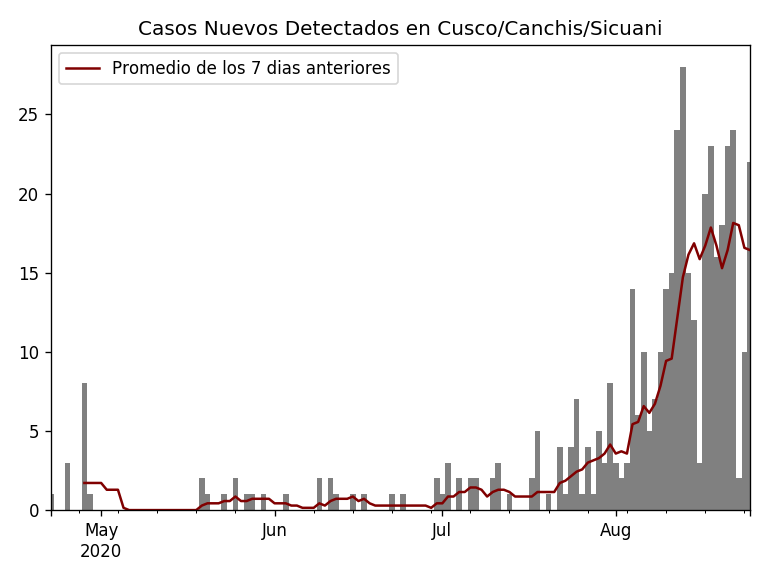 Casos Nuevos Detectados en Cusco/Canchis/Sicuani
Promedio de los 7 dias anteriores
25
20
15
10
5
0
May
2020
Jun
Jul
Aug